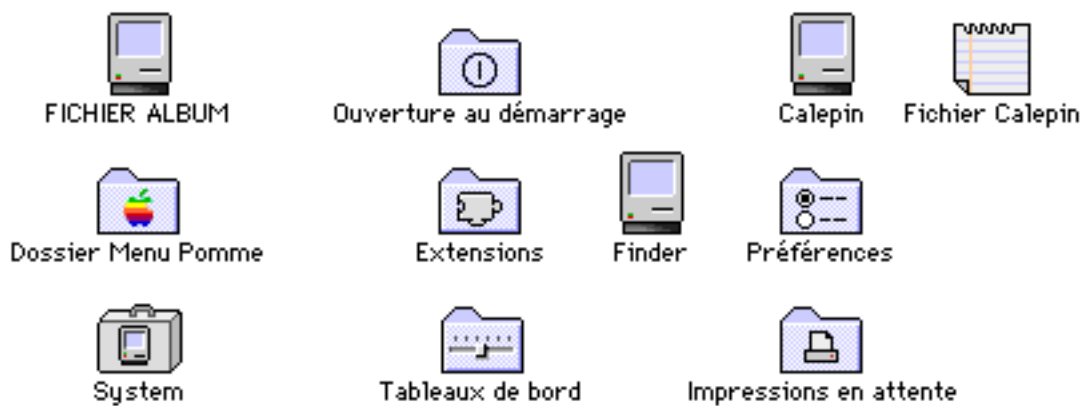 FICHIER ALBUM
Ouverture au démarrage
Calepin
Fichier Calepin
Dossier Menu Pomme
Extensions
Finder
Préférences
System
Tableaux de bord
Impressions en attente